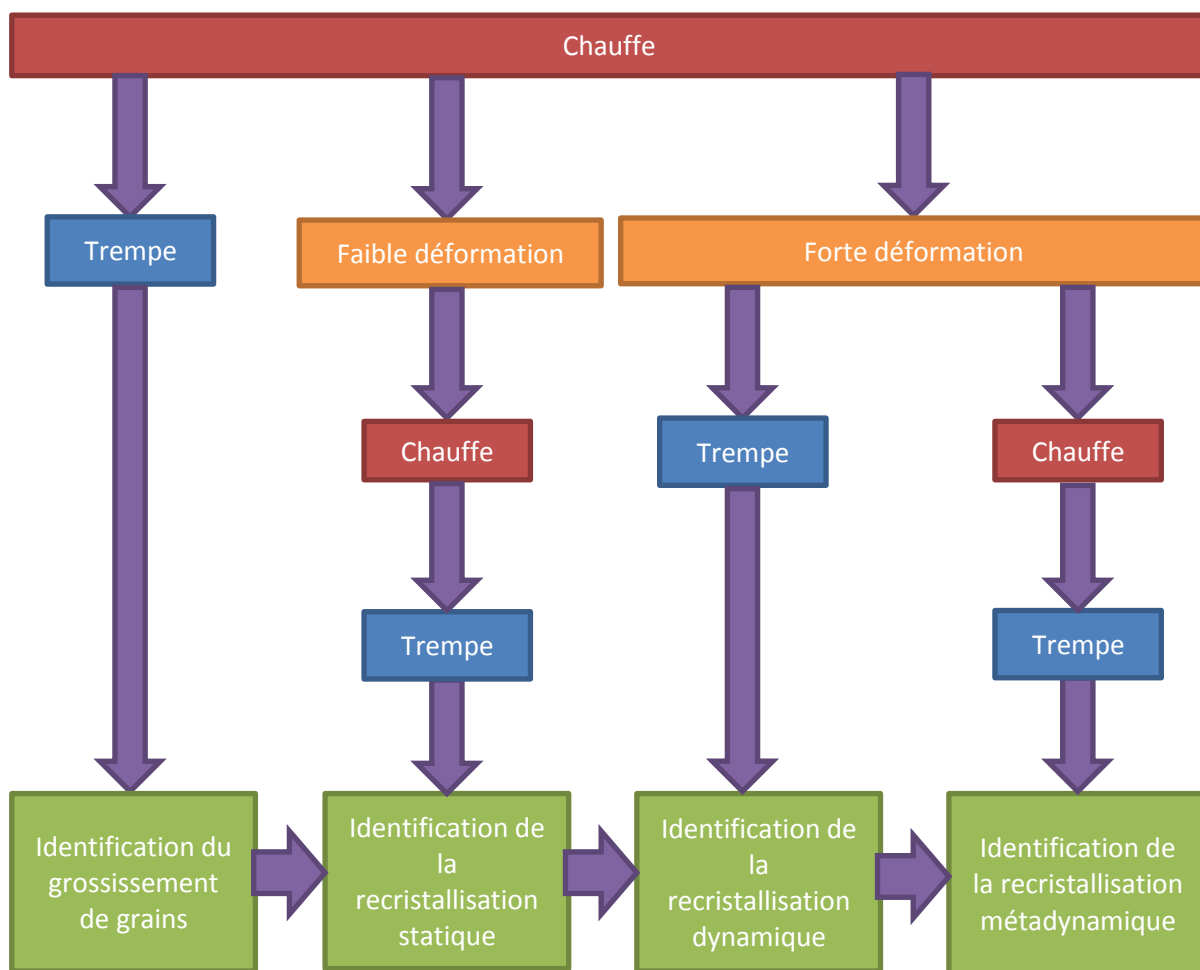 Chauffe
Trempe
Faible déformation
Forte déformation
Chauffe
Trempe
Chauffe
Trempe
Trempe
Identification du
grossissement
de grains
Identification de
la
recristallisation
statique
Identification de
la
recristallisation
dynamique
Identification de
la recristallisation
métadynamique